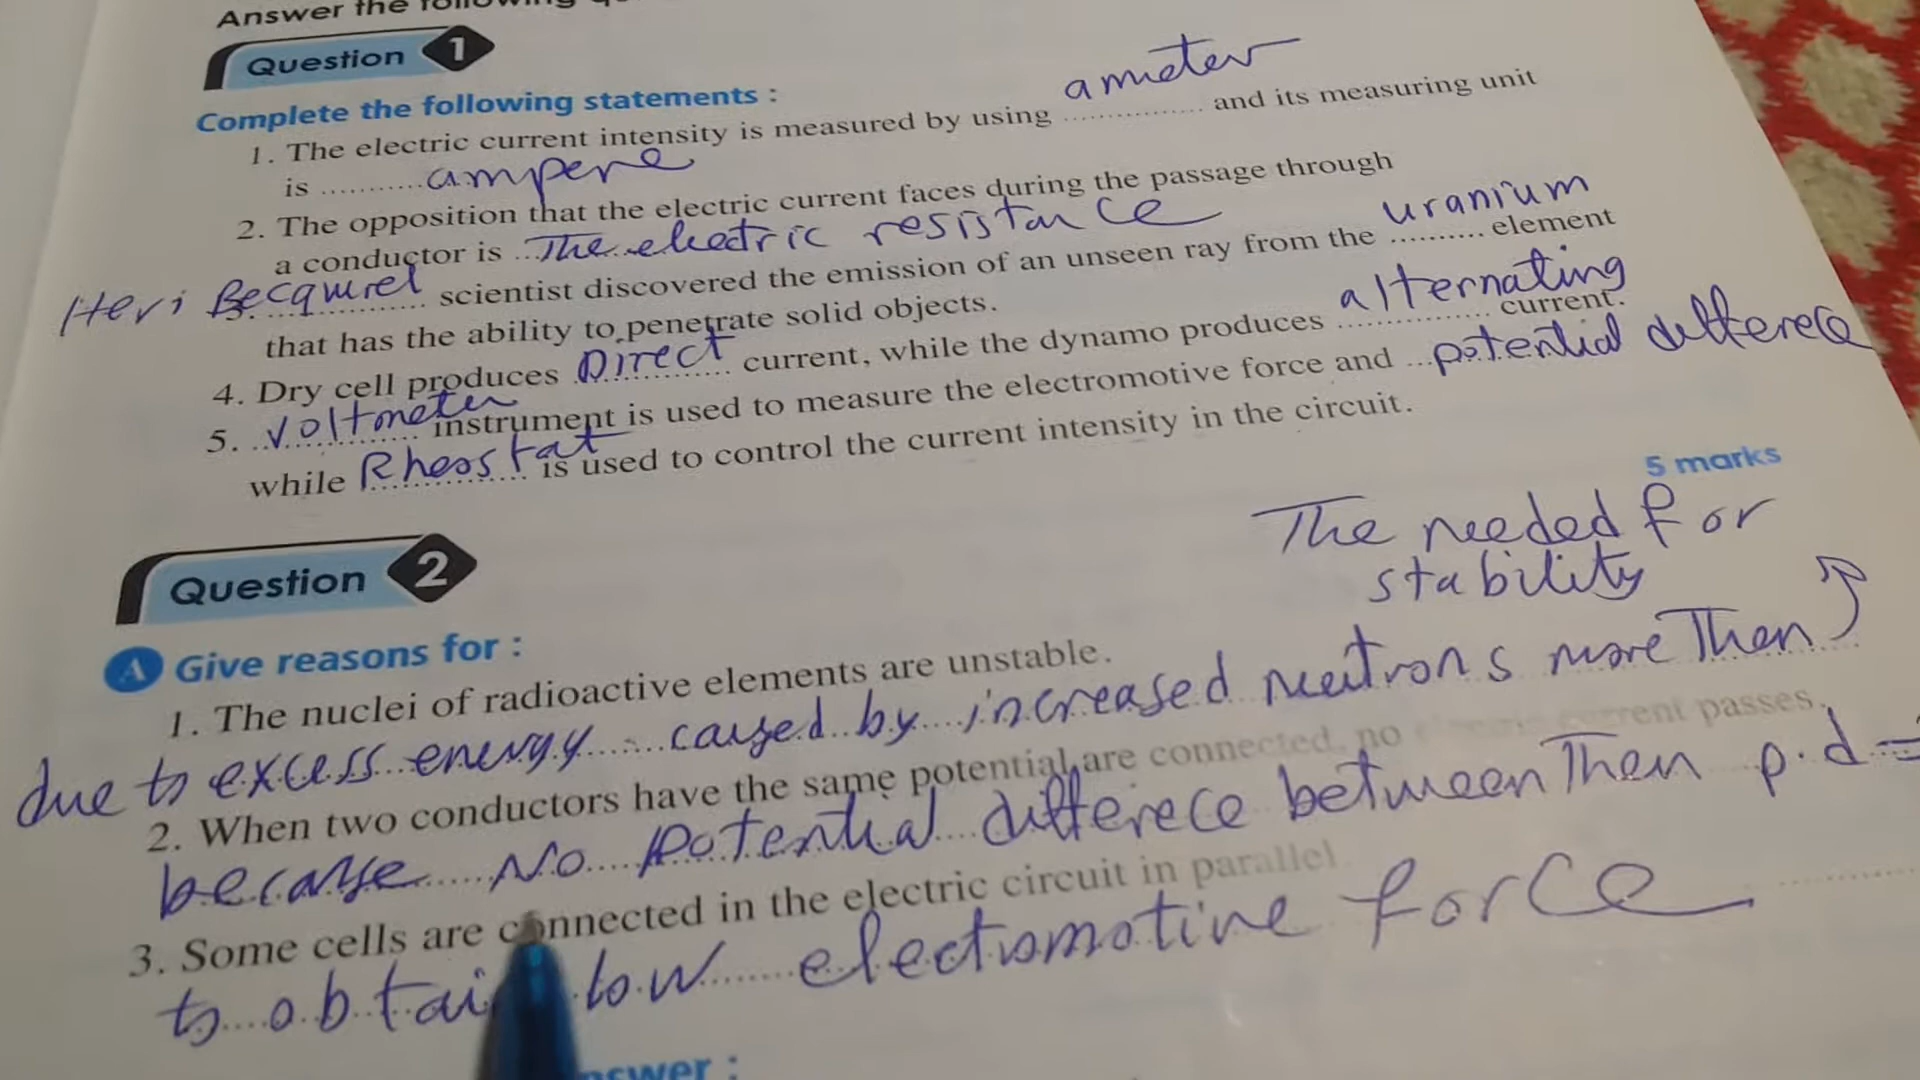 Answer the following
Question 1
Complete the following statements :
ameter
1. The electric current intensity is measured by using ............... and its measuring unit
is ...........ampere
2. The opposition that the electric current faces during the passage through
a conductor is ...The electric resistance
Heri Becqurel scientist discovered the emission of an unseen ray from the uranium element
that has the ability to penetrate solid objects.
4. Dry cell produces Direct current, while the dynamo produces alternating current.
5. voltmeter instrument is used to measure the electromotive force and ...potential differece
while Rheostat is used to control the current intensity in the circuit.
5 marks
The needed for
stability
Question 2
A Give reasons for :
1. The nuclei of radioactive elements are unstable.
due to excess energy caused by increased neutrons more Then
2. When two conductors have the same potential are connected, no current passes.
because No potential differece between Then p.d =
3. Some cells are connected in the electric circuit in parallel
to obtain low electromotive force
nswer :